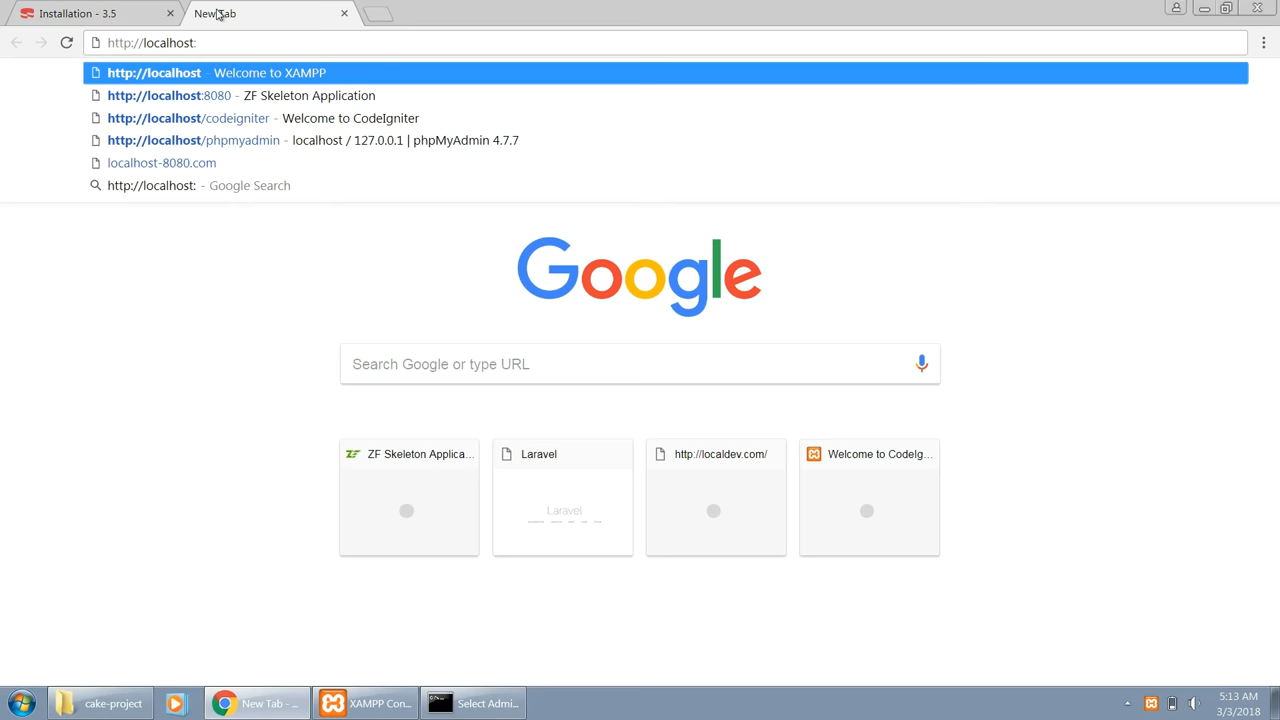 Installation - 3.5
New Tab
http://localhost:
http://localhost - Welcome to XAMPP
http://localhost:8080 - ZF Skeleton Application
http://localhost/codeigniter - Welcome to CodeIgniter
http://localhost/phpmyadmin - localhost / 127.0.0.1 | phpMyAdmin 4.7.7
localhost-8080.com
http://localhost: - Google Search
Google
Search Google or type URL
ZF Skeleton Applica...
Laravel
http://localdev.com/
Welcome to CodeIg...
Laravel
cake-project
New Tab - ...
XAMPP Con...
Select Admi...
5:13 AM
3/3/2018